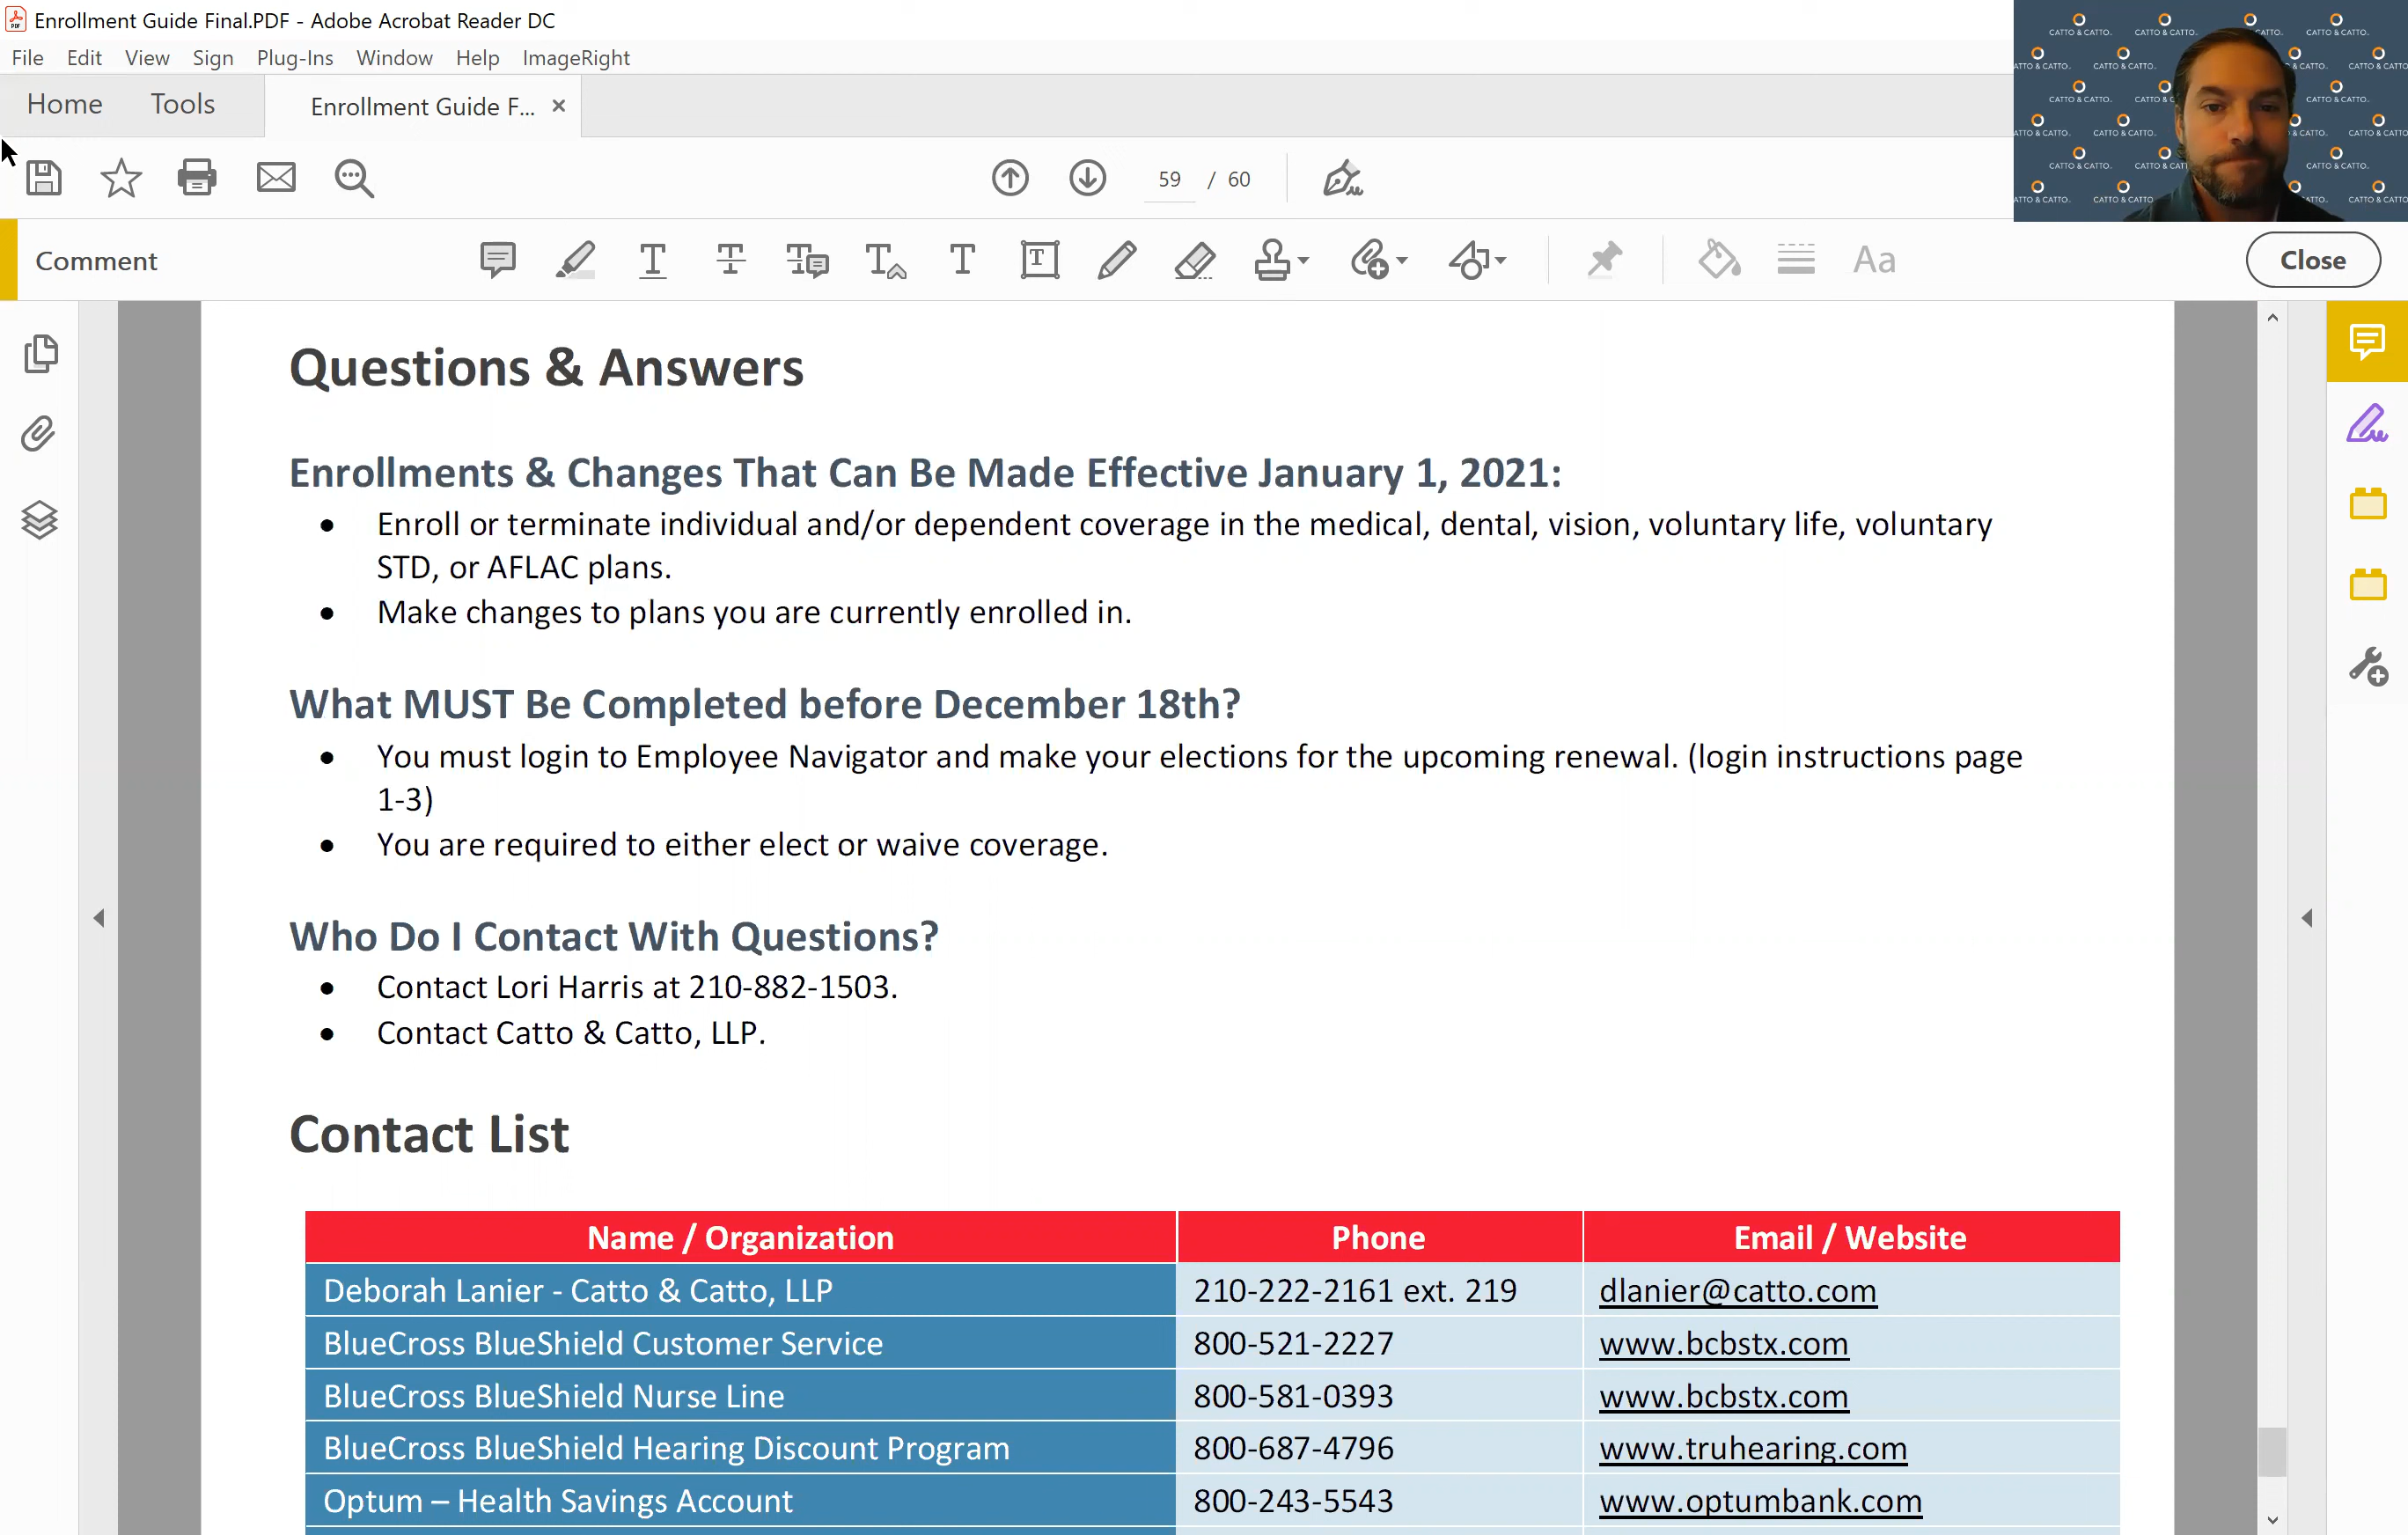 Enrollment Guide Final.PDF - Adobe Acrobat Reader DC
File Edit View Sign Plug-Ins Window Help ImageRight
Home Tools Enrollment Guide F... ×
59 / 60
Comment
Close
Questions & Answers
Enrollments & Changes That Can Be Made Effective January 1, 2021:
• Enroll or terminate individual and/or dependent coverage in the medical, dental, vision, voluntary life, voluntary
STD, or AFLAC plans.
• Make changes to plans you are currently enrolled in.
What MUST Be Completed before December 18th?
• You must login to Employee Navigator and make your elections for the upcoming renewal. (login instructions page
1-3)
• You are required to either elect or waive coverage.
Who Do I Contact With Questions?
• Contact Lori Harris at 210-882-1503.
• Contact Catto & Catto, LLP.
Contact List
Name / Organization Phone Email / Website
Deborah Lanier - Catto & Catto, LLP 210-222-2161 ext. 219 dlanier@catto.com
BlueCross BlueShield Customer Service 800-521-2227 www.bcbstx.com
BlueCross BlueShield Nurse Line 800-581-0393 www.bcbstx.com
BlueCross BlueShield Hearing Discount Program 800-687-4796 www.truhearing.com
Optum – Health Savings Account 800-243-5543 www.optumbank.com
CATTO & CATTO